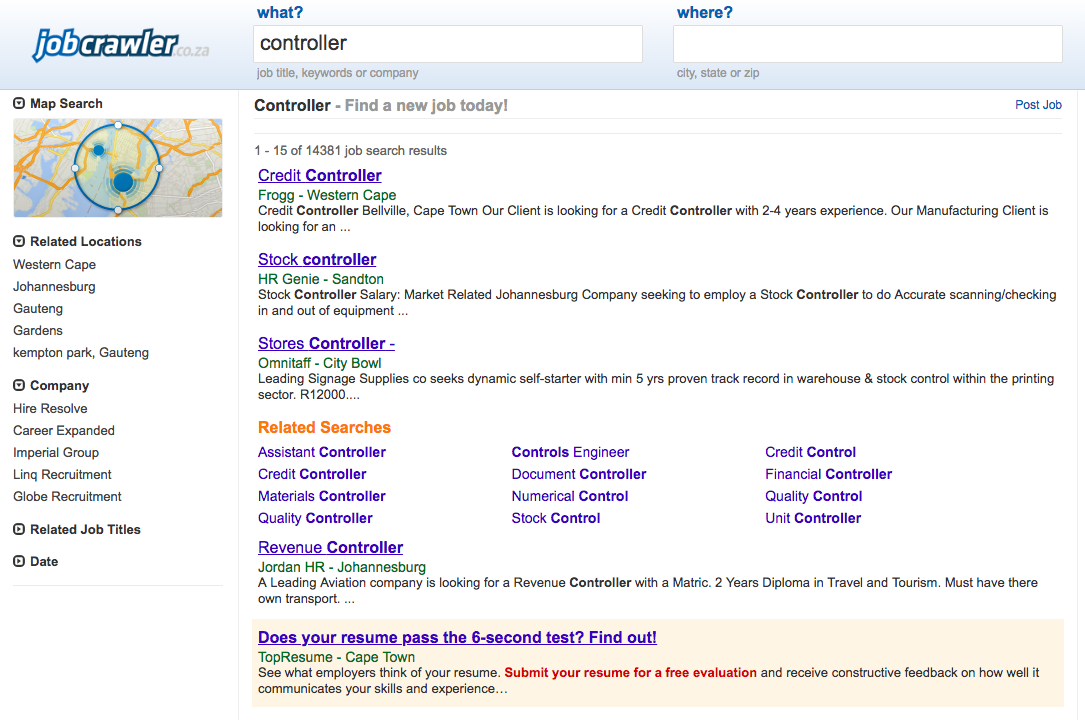 what?
where?
jobcrawler.co.za
controller
job title, keywords or company
city, state or zip
Map Search
Related Locations
Western Cape
Johannesburg
Gauteng
Gardens
kempton park, Gauteng
Company
Hire Resolve
Career Expanded
Imperial Group
Linq Recruitment
Globe Recruitment
Related Job Titles
Date
Controller - Find a new job today!
Post Job
1 - 15 of 14381 job search results
Credit Controller
Frogg - Western Cape
Credit Controller Bellville, Cape Town Our Client is looking for a Credit Controller with 2-4 years experience. Our Manufacturing Client is
looking for an ...
Stock controller
HR Genie - Sandton
Stock Controller Salary: Market Related Johannesburg Company seeking to employ a Stock Controller to do Accurate scanning/checking
in and out of equipment ...
Stores Controller -
Omnitaff - City Bowl
Leading Signage Supplies co seeks dynamic self-starter with min 5 yrs proven track record in warehouse & stock control within the printing
sector. R12000....
Related Searches
Assistant Controller Controls Engineer Credit Control
Credit Controller Document Controller Financial Controller
Materials Controller Numerical Control Quality Control
Quality Controller Stock Control Unit Controller
Revenue Controller
Jordan HR - Johannesburg
A Leading Aviation company is looking for a Revenue Controller with a Matric. 2 Years Diploma in Travel and Tourism. Must have there
own transport. ...
Does your resume pass the 6-second test? Find out!
TopResume - Cape Town
See what employers think of your resume. Submit your resume for a free evaluation and receive constructive feedback on how well it
communicates your skills and experience…